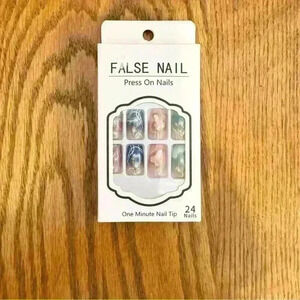 FALSE NAIL
Press On Nails
One Minute Nail Tip
24
Nails